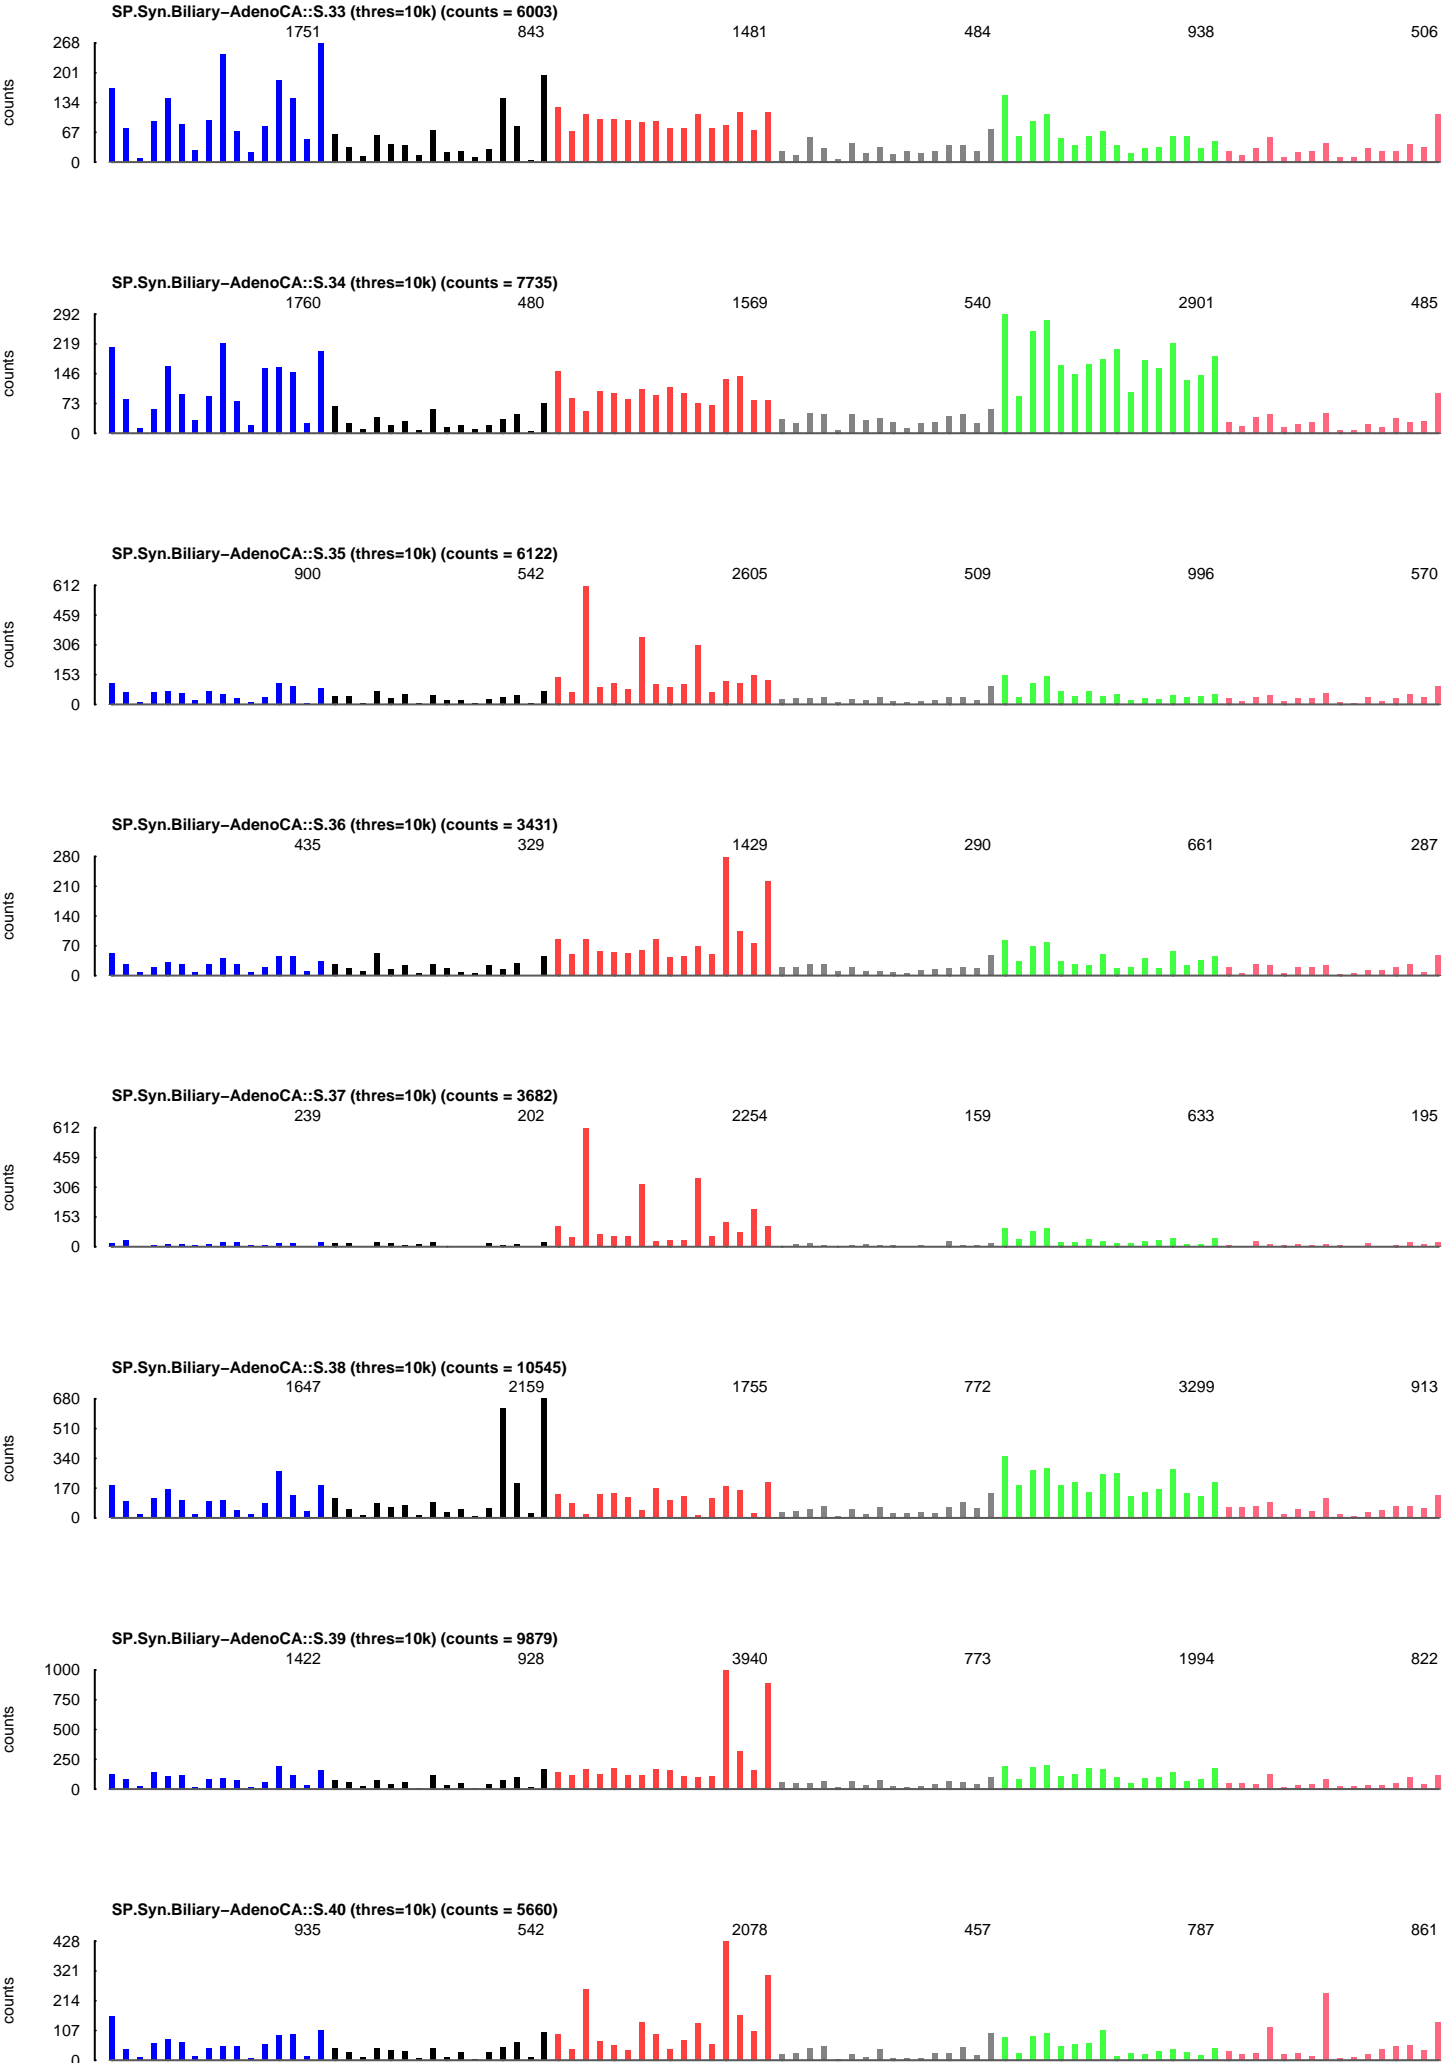 SP.Syn.Biliary−AdenoCA::S.33 (thres=10k) (counts = 6003)
1751 843 1481 484 938 506
268
201
134
67
0
counts
SP.Syn.Biliary−AdenoCA::S.34 (thres=10k) (counts = 7735)
1760 480 1569 540 2901 485
292
219
146
73
0
counts
SP.Syn.Biliary−AdenoCA::S.35 (thres=10k) (counts = 6122)
900 542 2605 509 996 570
612
459
306
153
0
counts
SP.Syn.Biliary−AdenoCA::S.36 (thres=10k) (counts = 3431)
435 329 1429 290 661 287
280
210
140
70
0
counts
SP.Syn.Biliary−AdenoCA::S.37 (thres=10k) (counts = 3682)
239 202 2254 159 633 195
612
459
306
153
0
counts
SP.Syn.Biliary−AdenoCA::S.38 (thres=10k) (counts = 10545)
1647 2159 1755 772 3299 913
680
510
340
170
0
counts
SP.Syn.Biliary−AdenoCA::S.39 (thres=10k) (counts = 9879)
1422 928 3940 773 1994 822
1000
750
500
250
0
counts
SP.Syn.Biliary−AdenoCA::S.40 (thres=10k) (counts = 5660)
935 542 2078 457 787 861
428
321
214
107
0
counts